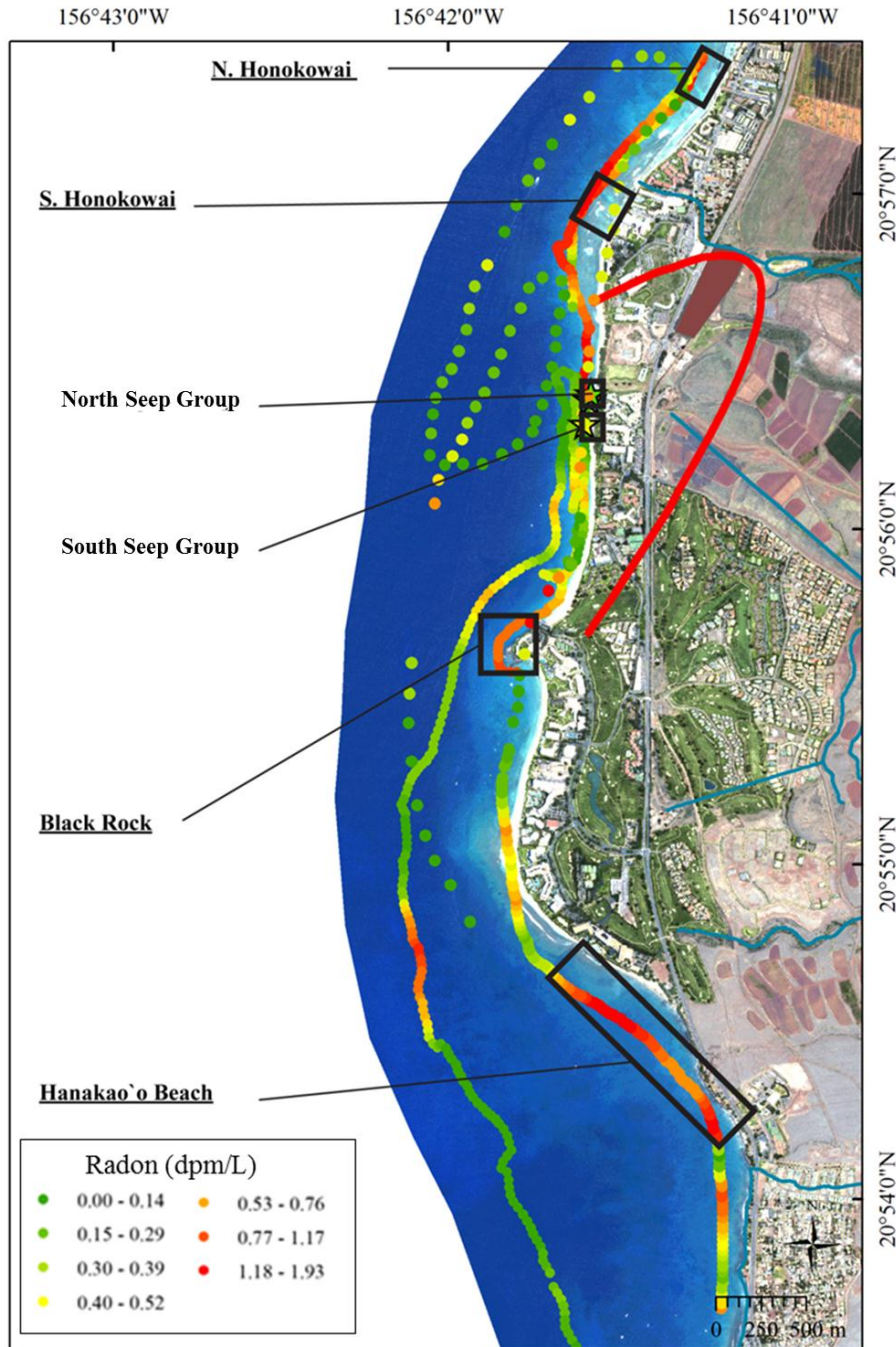 156°43'0"W 156°42'0"W 156°41'0"W
N. Honokowai
S. Honokowai
20°57'0"N
North Seep Group
South Seep Group
20°56'0"N
Black Rock
20°55'0"N
Hanakao`o Beach
20°54'0"N
Radon (dpm/L)
0.00 - 0.14 0.53 - 0.76
0.15 - 0.29 0.77 - 1.17
0.30 - 0.39 1.18 - 1.93
0.40 - 0.52
N
0 250 500 m